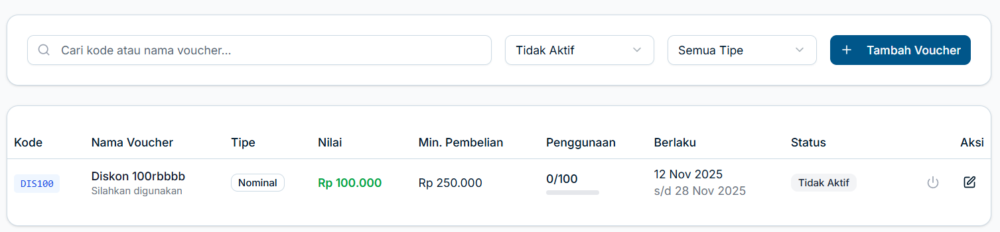 Cari kode atau nama voucher...
Tidak Aktif
Semua Tipe
+ Tambah Voucher
Kode Nama Voucher Tipe Nilai Min. Pembelian Penggunaan Berlaku Status Aksi
DIS100 Diskon 100rbbbb Nominal Rp 100.000 Rp 250.000 0/100 12 Nov 2025 Tidak Aktif
Silahkan digunakan s/d 28 Nov 2025